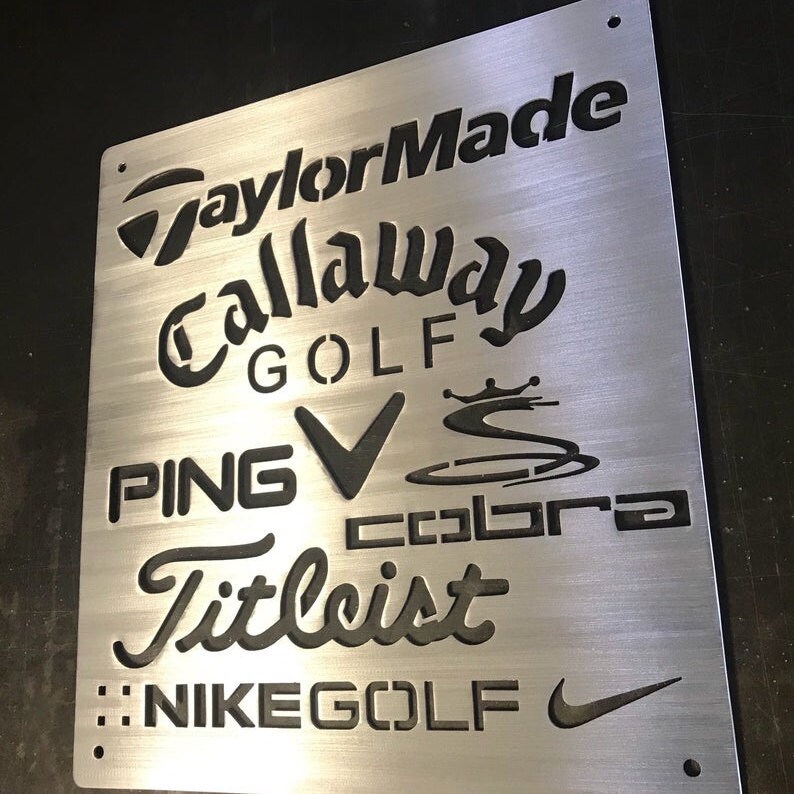 TaylorMade
Callaway
GOLF
PING
cobra
Titleist
NIKEGOLF